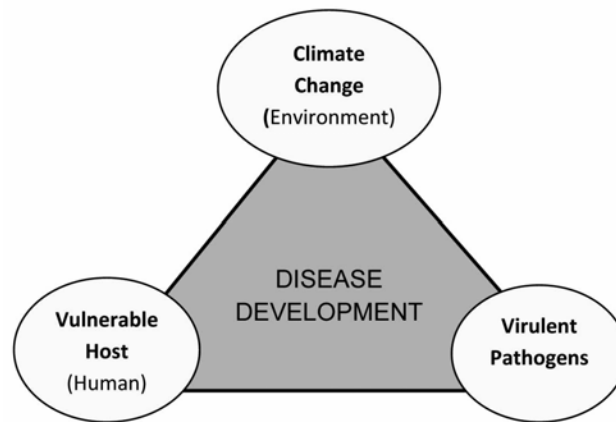 Climate
Change
(Environment)
DISEASE
DEVELOPMENT
Vulnerable
Host
(Human)
Virulent
Pathogens